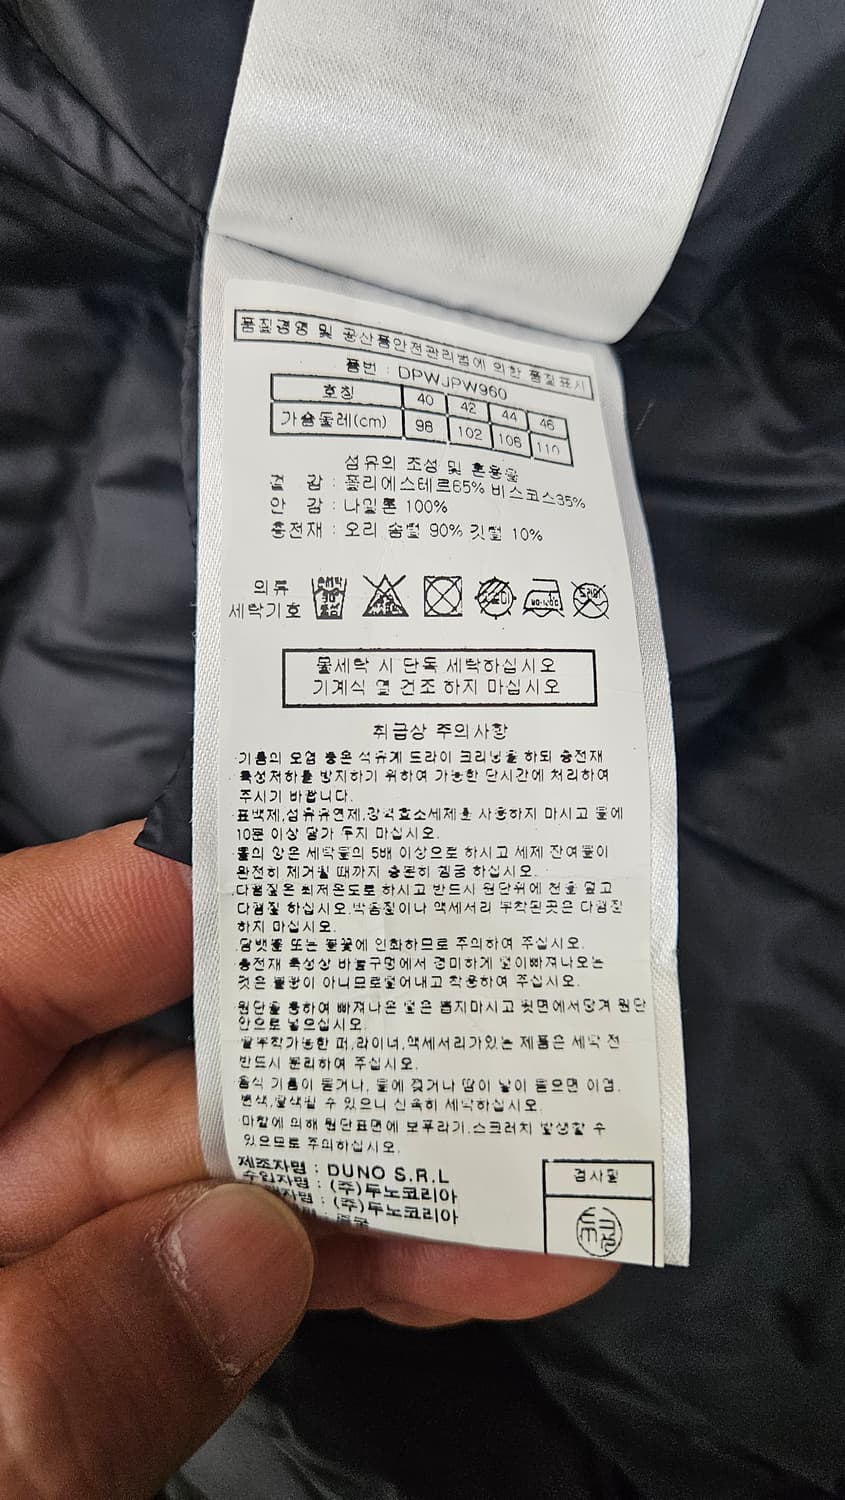 품질경영 및 공산품안전관리법에 의한 품질표시
품번 : DPWJPW960
호칭 40 42 44 46
가슴둘레(cm) 98 102 106 110
섬유의 조성 및 혼용율
겉 감 : 폴리에스테르65% 비스코스35%
안 감 : 나일론 100%
충전재 : 오리 솜털 90% 깃털 10%
의류
세탁기호
물세탁 시 단독 세탁하십시오
기계식 열 건조 하지 마십시오
취급상 주의사항
·기름의 오염 등은 석유계 드라이 크리닝을 하되 충전재
특성저하를 방지하기 위하여 가능한 단시간에 처리하여
주시기 바랍니다.
·표백제,섬유유연제,강력효소세제를 사용하지 마시고 물에
10분 이상 담가 두지 마십시오.
·물의 양은 세탁물의 5배 이상으로 하시고 세제 잔여물이
완전히 제거될 때까지 충분히 헹굼 하십시오.
·다림질은 최저온도로 하시고 반드시 원단위에 천을 덮고
다림질 하십시오.박음질이나 악세서리 부착된곳은 다림질
하지 마십시오.
·담뱃불 또는 불꽃에 인화하므로 주의하여 주십시오.
·충전재 특성상 바늘구멍에서 경미하게 털이빠져나오는
것은 불량이 아니므로털어내고 착용하여 주십시오.
·원단을 통하여 빠져나온 털은 뽑지마시고 뒷면에서당겨 원단
안으로 넣으십시오.
·탈부착가능한 퍼,라이너,악세서리가있는 제품은 세탁 전
반드시 분리하여 주십시오.
·음식 기름이 묻거나, 물에 젖거나 땀이 많이 묻으면 이염.
변색,탈색될 수 있으니 신속히 세탁하십시오.
·마찰에 의해 원단표면에 보푸라기.스크러치 발생할 수
있으므로 주의하십시오.
제조자명 : DUNO S.R.L
수입자명 : (주)두노코리아
자명 : (주)두노코리아
: 중국
검사필